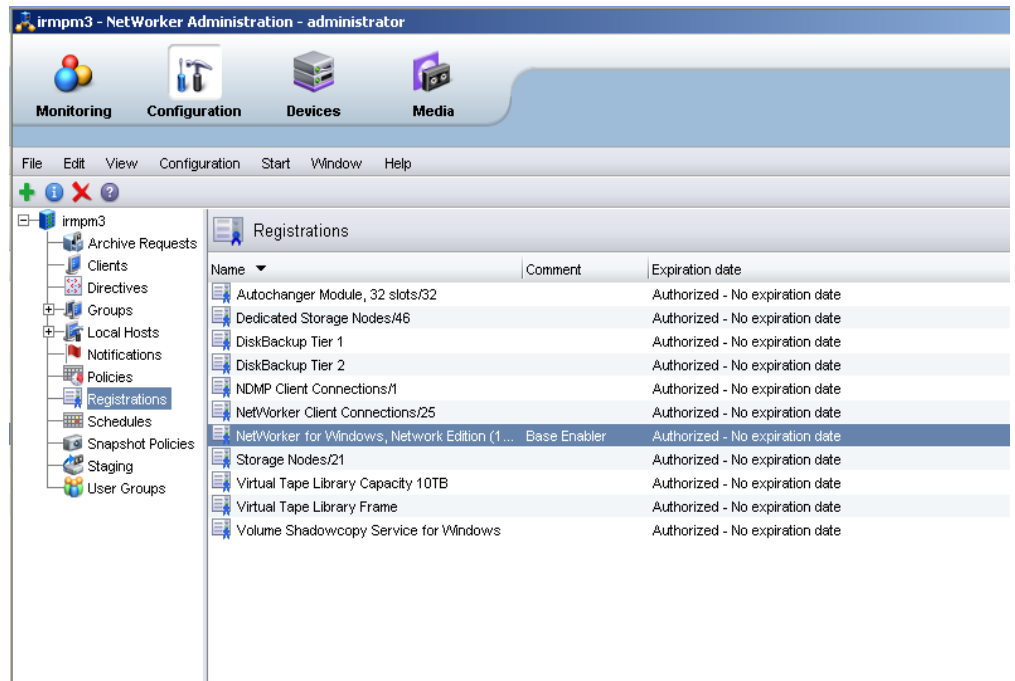 irmpm3 - NetWorker Administration - administrator
Monitoring Configuration Devices Media
File Edit View Configuration Start Window Help
irmpm3
Archive Requests
Clients
Directives
Groups
Local Hosts
Notifications
Policies
Registrations
Schedules
Snapshot Policies
Staging
User Groups
Registrations
Name Comment Expiration date
Autochanger Module, 32 slots/32 Authorized - No expiration date
Dedicated Storage Nodes/46 Authorized - No expiration date
DiskBackup Tier 1 Authorized - No expiration date
DiskBackup Tier 2 Authorized - No expiration date
NDMP Client Connections/1 Authorized - No expiration date
NetWorker Client Connections/25 Authorized - No expiration date
NetWorker for Windows, Network Edition (1... Base Enabler Authorized - No expiration date
Storage Nodes/21 Authorized - No expiration date
Virtual Tape Library Capacity 10TB Authorized - No expiration date
Virtual Tape Library Frame Authorized - No expiration date
Volume Shadowcopy Service for Windows Authorized - No expiration date